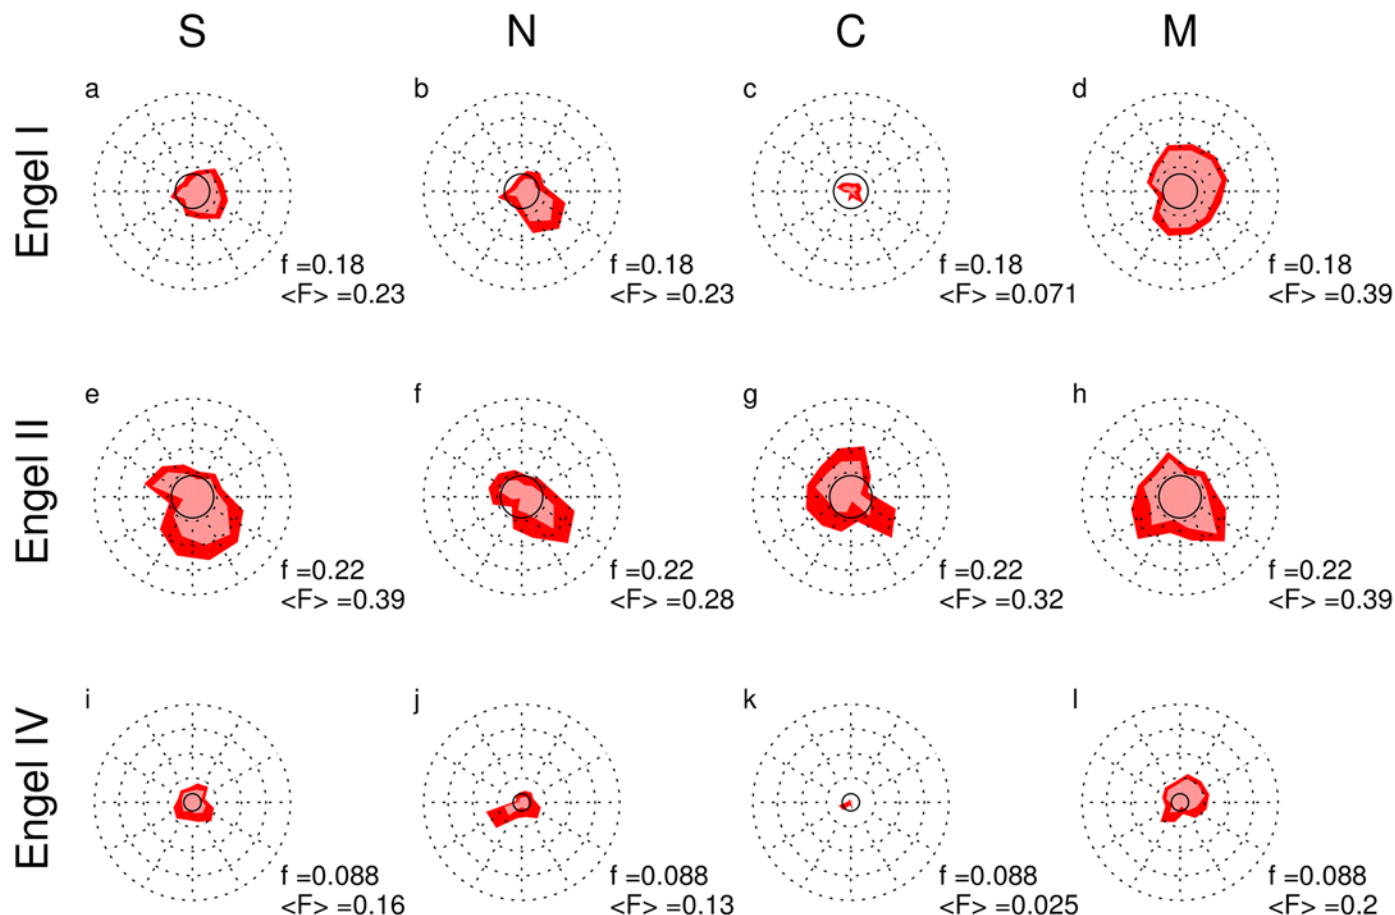 S N C M
Engel I
a b c d
f =0.18 f =0.18 f =0.18 f =0.18
<F> =0.23 <F> =0.23 <F> =0.071 <F> =0.39
Engel II
e f g h
f =0.22 f =0.22 f =0.22 f =0.22
<F> =0.39 <F> =0.28 <F> =0.32 <F> =0.39
Engel IV
i j k l
f =0.088 f =0.088 f =0.088 f =0.088
<F> =0.16 <F> =0.13 <F> =0.025 <F> =0.2